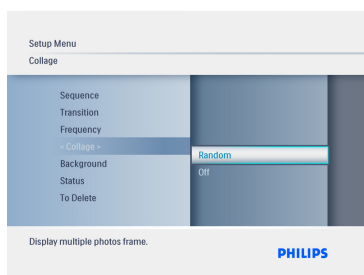 Setup Menu
Collage
Sequence
Transition
Frequency
« Collage »
Random
Background
Off
Status
To Delete
Display multiple photos frame.
PHILIPS